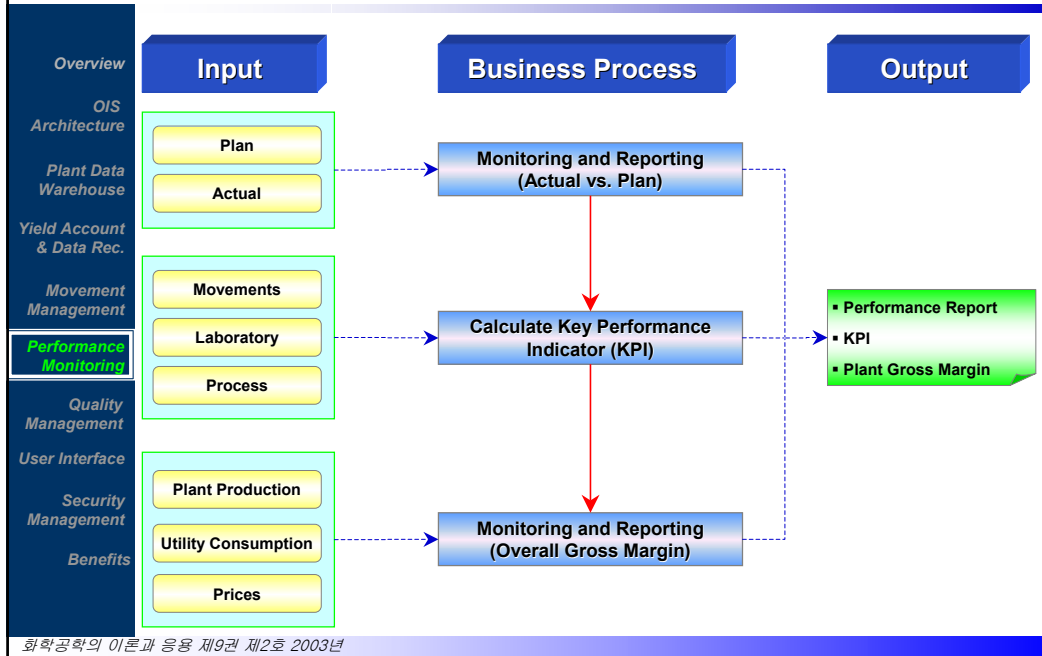 Overview
OIS
Architecture
Plant Data
Warehouse
Yield Account
& Data Rec.
Movement
Management
Performance
Monitoring
Quality
Management
User Interface
Security
Management
Benefits
Input
Business Process
Output
Plan
Actual
Monitoring and Reporting
(Actual vs. Plan)
Movements
Laboratory
Process
Calculate Key Performance
Indicator (KPI)
▪ Performance Report
▪ KPI
▪ Plant Gross Margin
Plant Production
Utility Consumption
Prices
Monitoring and Reporting
(Overall Gross Margin)
화학공학의 이론과 응용 제9권 제2호 2003년